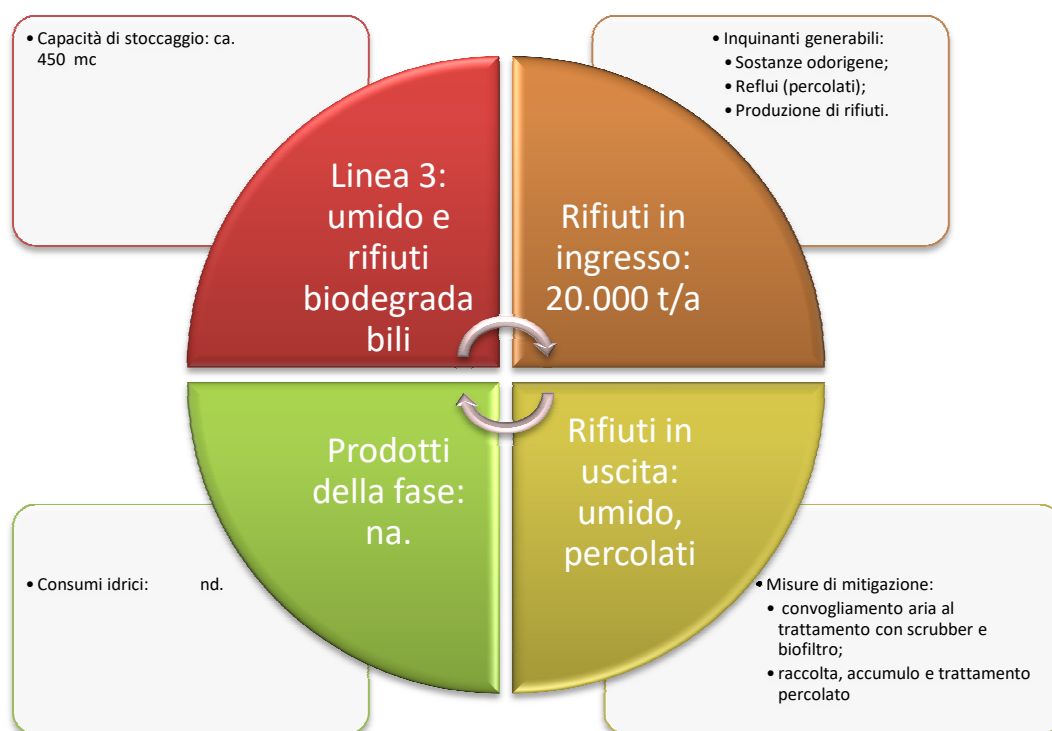 • Capacità di stoccaggio: ca.
450 mc
• Inquinanti generabili:
• Sostanze odorigene;
• Reflui (percolati);
• Produzione di rifiuti.
Linea 3:
umido e
rifiuti
biodegrada
bili
Rifiuti in
ingresso:
20.000 t/a
Prodotti
della fase:
na.
Rifiuti in
uscita:
umido,
percolati
• Consumi idrici: nd.
• Misure di mitigazione:
• convogliamento aria al
trattamento con scrubber e
biofiltro;
• raccolta, accumulo e trattamento
percolato